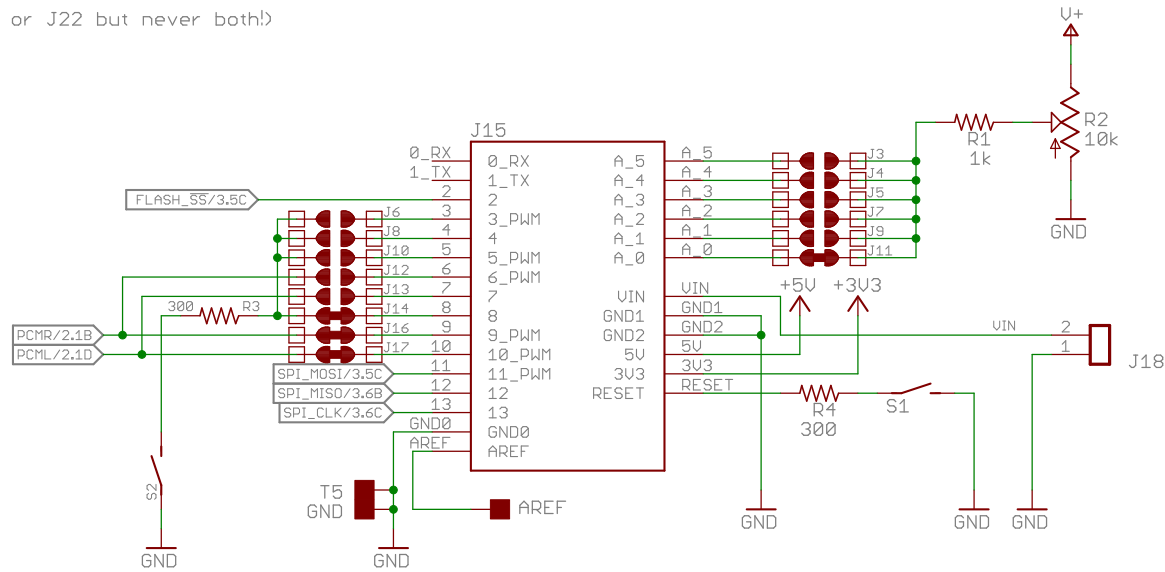 or J22 but never both!)
V+
R2
10k
R1
1k
GND
J15
0_RX
1_TX
2
3
4
5
6
7
8
9
10
11
12
13
GND0
AREF
0_RX
1_TX
2
3_PWM
4
5_PWM
6_PWM
7
8
9_PWM
10_PWM
11_PWM
12
13
GND0
AREF
A_5
A_4
A_3
A_2
A_1
A_0
VIN
GND1
GND2
5V
3V3
RESET
A_5
A_4
A_3
A_2
A_1
A_0
VIN
GND1
GND2
5V
3V3
RESET
J3
J4
J5
J7
J9
J11
FLASH_SS/3.5C
J6
J8
J10
J12
J13
J14
J16
J17
300
R3
PCMR/2.1B
PCML/2.1D
SPI_MOSI/3.5C
SPI_MISO/3.6B
SPI_CLK/3.6C
+5V
+3V3
VIN
2
1
J18
R4
300
S1
S2
T5
GND
AREF
GND
GND
GND
GND
GND